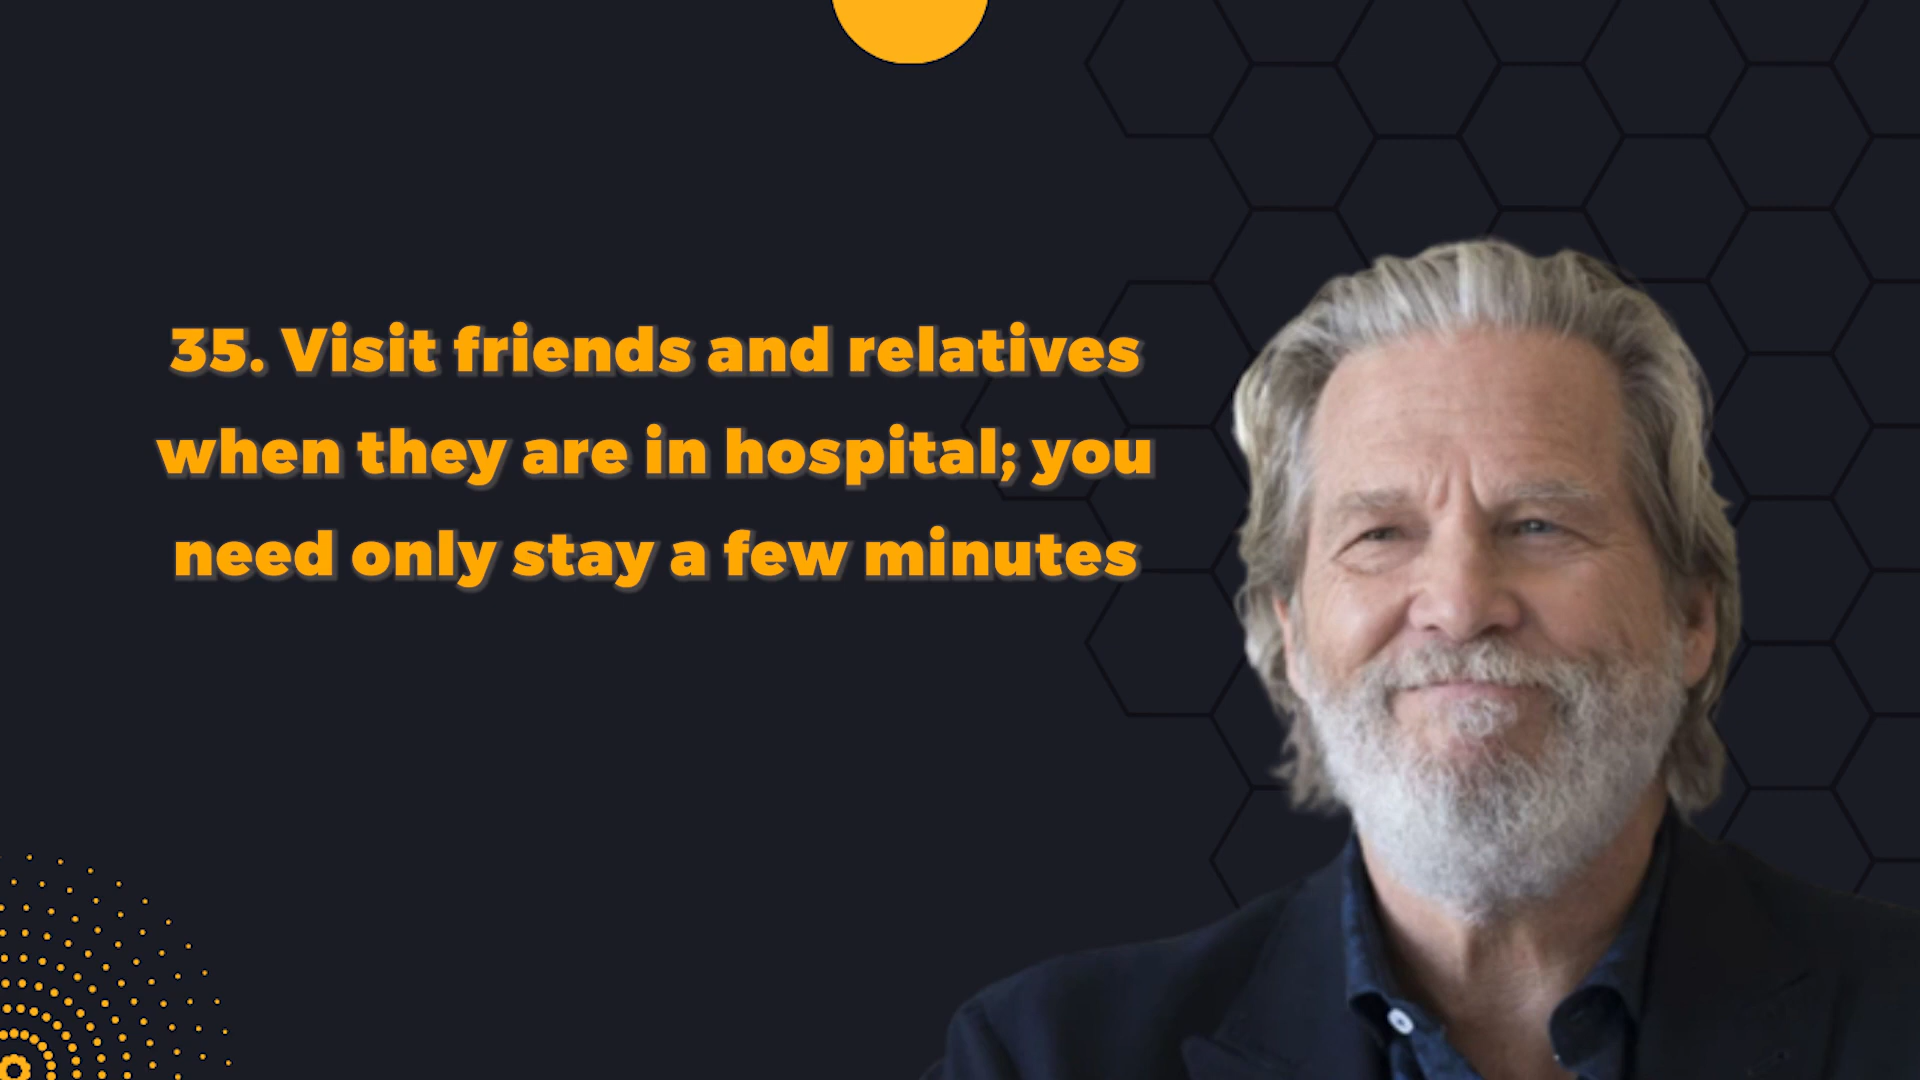 35. Visit friends and relatives
when they are in hospital; you
need only stay a few minutes